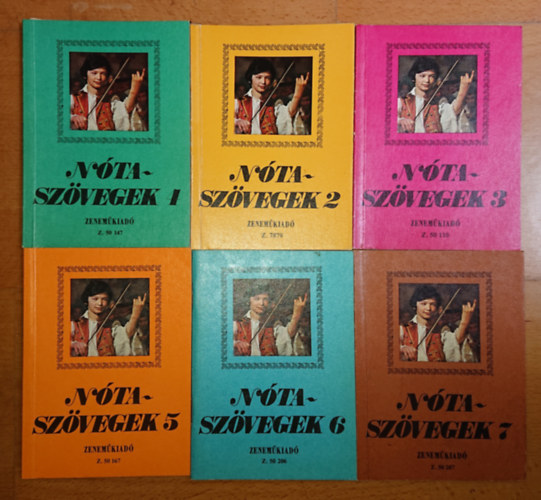 NÓTA-
SZÖVEGEK 1
ZENEMŰKIADÓ
NÓTA-
SZÖVEGEK 2
ZENEMŰKIADÓ
Z. 7870
NÓTA-
SZÖVEGEK 3
ZENEMŰKIADÓ
NÓTA-
SZÖVEGEK 5
ZENEMŰKIADÓ
NÓTA-
SZÖVEGEK 6
ZENEMŰKIADÓ
NÓTA-
SZÖVEGEK 7
ZENEMŰKIADÓ